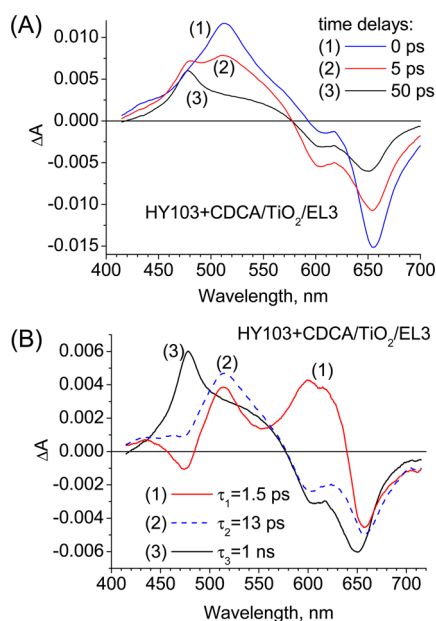 (A)
0.010
0.005
0.000
-0.005
-0.010
-0.015
ΔA
(1)
(2)
(3)
time delays:
(1) 0 ps
(2) 5 ps
(3) 50 ps
HY103+CDCA/TiO2/EL3
400 450 500 550 600 650 700
Wavelength, nm
(B)
HY103+CDCA/TiO2/EL3
0.006
0.004
0.002
0.000
-0.002
-0.004
-0.006
ΔA
(3)
(2)
(1)
(1) τ1=1.5 ps
(2) τ2=13 ps
(3) τ3=1 ns
400 450 500 550 600 650 700
Wavelength, nm